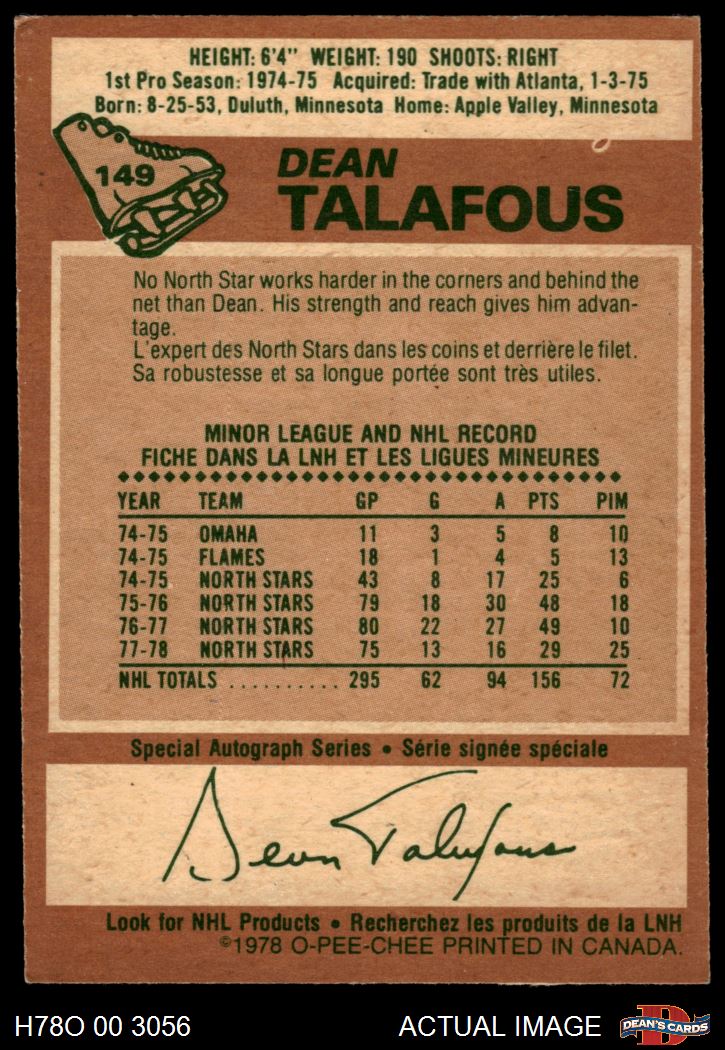 HEIGHT: 6'4" WEIGHT: 190 SHOOTS: RIGHT
1st Pro Season: 1974-75 Acquired: Trade with Atlanta, 1-3-75
Born: 8-25-53, Duluth, Minnesota Home: Apple Valley, Minnesota
149
DEAN
TALAFOUS
No North Star works harder in the corners and behind the
net than Dean. His strength and reach gives him advan-
tage.
L'expert des North Stars dans les coins et derrière le filet.
Sa robustesse et sa longue portée sont très utiles.
MINOR LEAGUE AND NHL RECORD
FICHE DANS LA LNH ET LES LIGUES MINEURES
YEAR TEAM GP G A PTS PIM
74-75 OMAHA 11 3 5 8 10
74-75 FLAMES 18 1 4 5 13
74-75 NORTH STARS 43 8 17 25 6
75-76 NORTH STARS 79 18 30 48 18
76-77 NORTH STARS 80 22 27 49 10
77-78 NORTH STARS 75 13 16 29 25
NHL TOTALS .......... 295 62 94 156 72
Special Autograph Series • Série signée spéciale
Dean Talafous
Look for NHL Products • Recherchez les produits de la LNH
©1978 O-PEE-CHEE PRINTED IN CANADA.
H78O 00 3056 ACTUAL IMAGE D DEAN'S CARDS